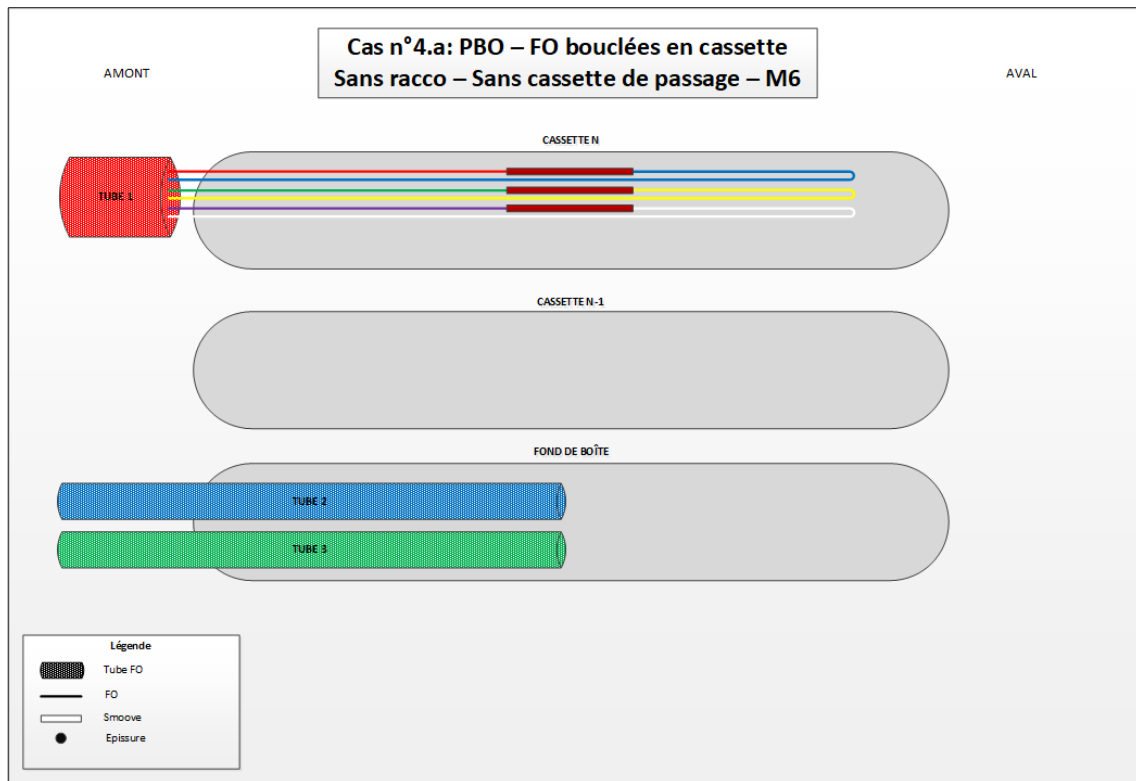 Cas n°4.a: PBO – FO bouclées en cassette
Sans racco – Sans cassette de passage – M6
AMONT
AVAL
CASSETTE N
TUBE 1
CASSETTE N-1
FOND DE BOÎTE
TUBE 2
TUBE 3
Légende
Tube FO
FO
Smoove
Epissure